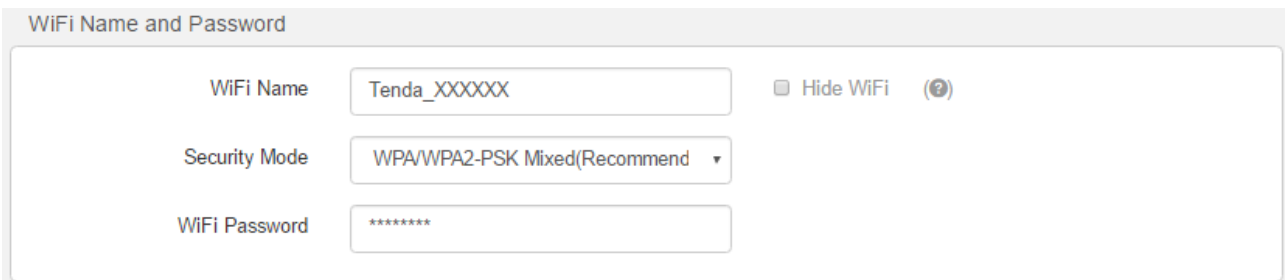 WiFi Name and Password
WiFi Name Tenda_XXXXXX Hide WiFi (?)
Security Mode WPA/WPA2-PSK Mixed(Recommend
WiFi Password ********